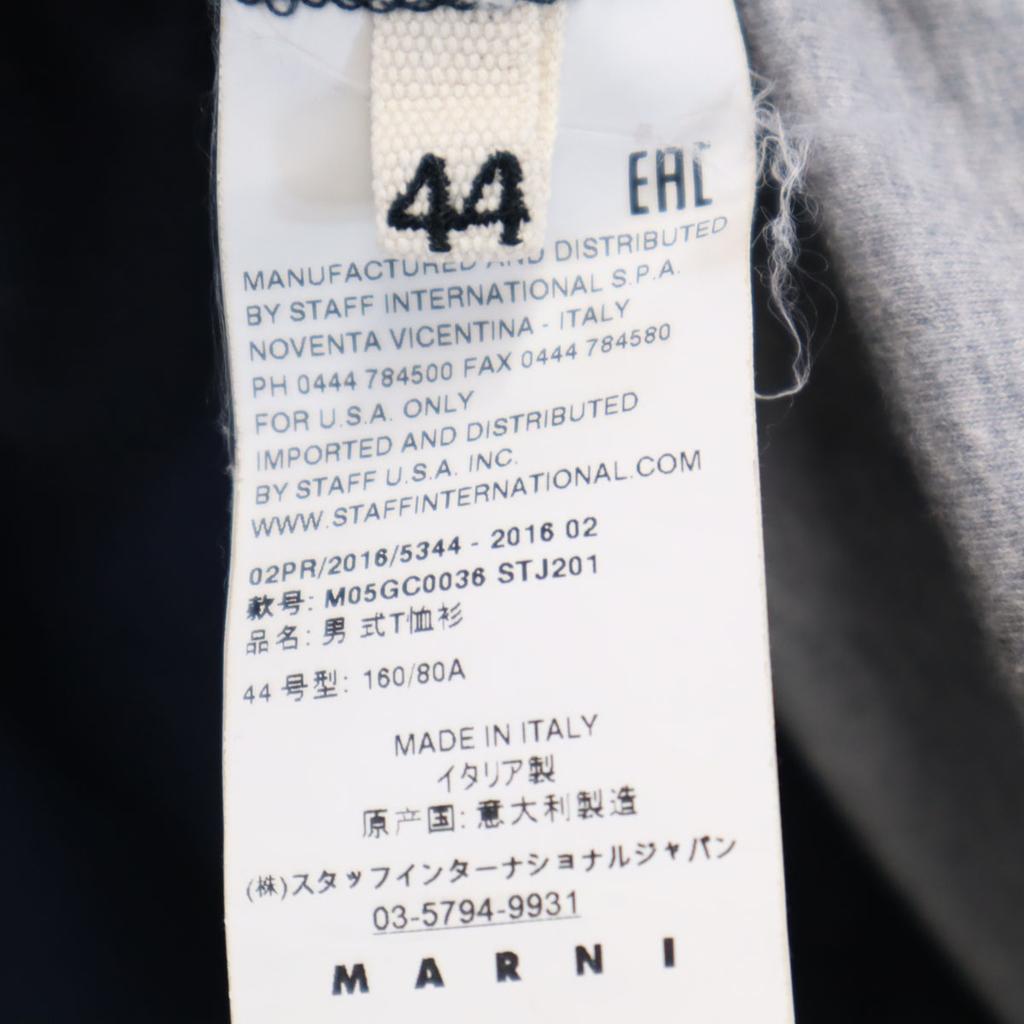 44
EAC
MANUFACTURED AND DISTRIBUTED
BY STAFF INTERNATIONAL S.P.A.
NOVENTA VICENTINA - ITALY
PH 0444 784500 FAX 0444 784580
FOR U.S.A. ONLY
IMPORTED AND DISTRIBUTED
BY STAFF U.S.A. INC.
WWW.STAFFINTERNATIONAL.COM
02PR/2016/5344 - 2016 02
款号: M05GC0036 STJ201
品名: 男 式T恤衫
44 号型: 160/80A
MADE IN ITALY
イタリア製
原产国: 意大利製造
(株)スタッフインターナショナルジャパン
03-5794-9931
MARNI